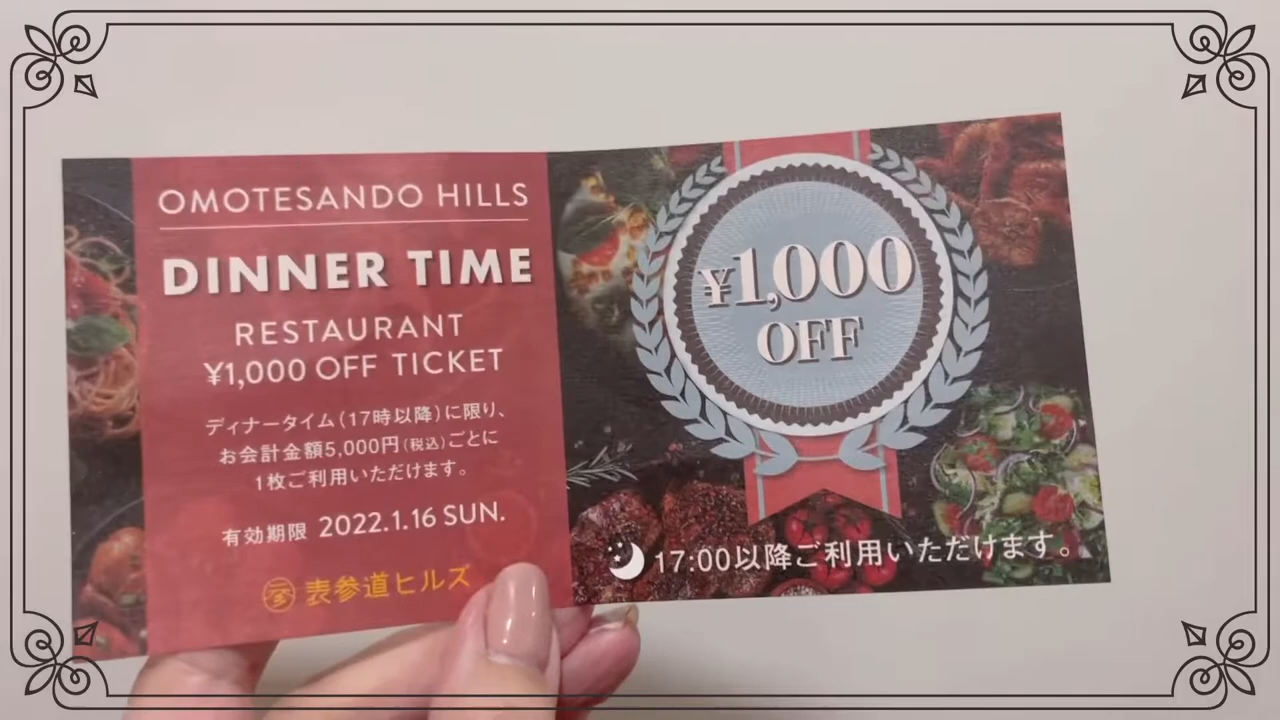 OMOTESANDO HILLS
DINNER TIME
RESTAURANT
¥1,000 OFF TICKET
ディナータイム(17時以降)に限り、
お会計金額5,000円(税込)ごとに
1枚ご利用いただけます。
有効期限 2022.1.16 SUN.
表参道ヒルズ
¥1,000
OFF
17:00以降ご利用いただけます。